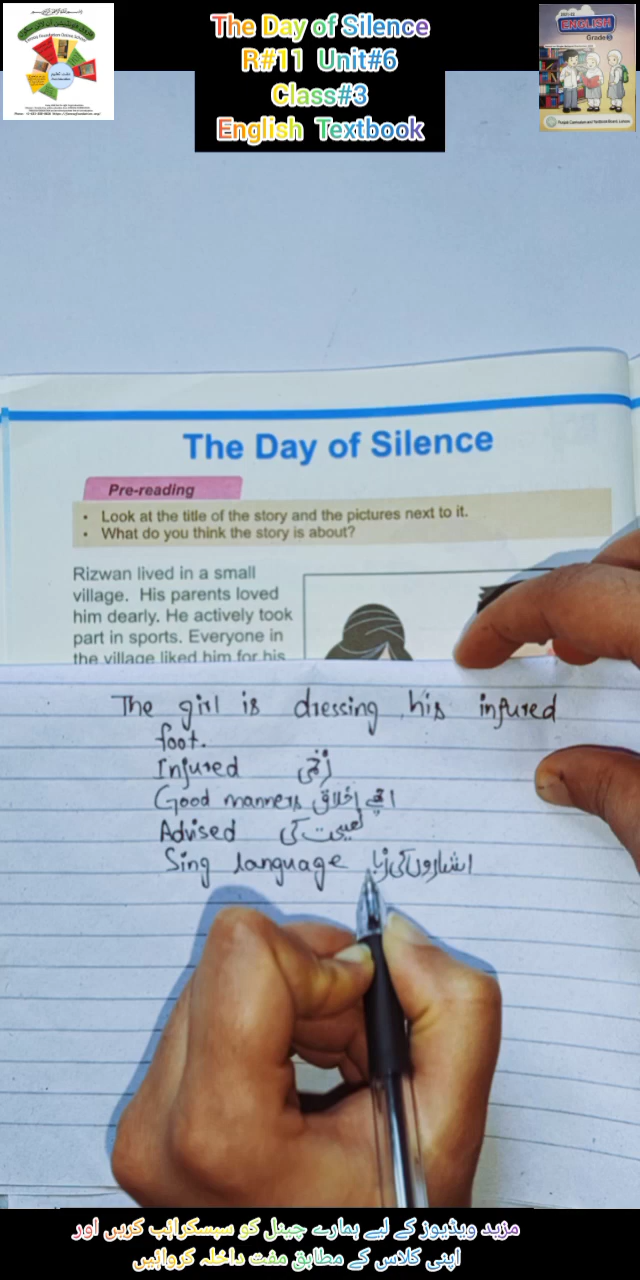 The Day of Silence
R#11 Unit#6
Class#3
English Textbook
ENGLISH
Grade 3
The Day of Silence
Pre-reading
• Look at the title of the story and the pictures next to it.
• What do you think the story is about?
Rizwan lived in a small
village. His parents loved
him dearly. He actively took
part in sports. Everyone in
the village liked him for his
The girl is dressing his injured
foot.
Injured زخمی
Good manners اچھے اخلاق
Advised نصیحت کی
Sing language اشاروں کی زبا
مزید ویڈیوز کے لیے ہمارے چینل کو سبسکرائب کریں اور
اپنی کلاس کے مطابق مفت داخلہ کروائیں